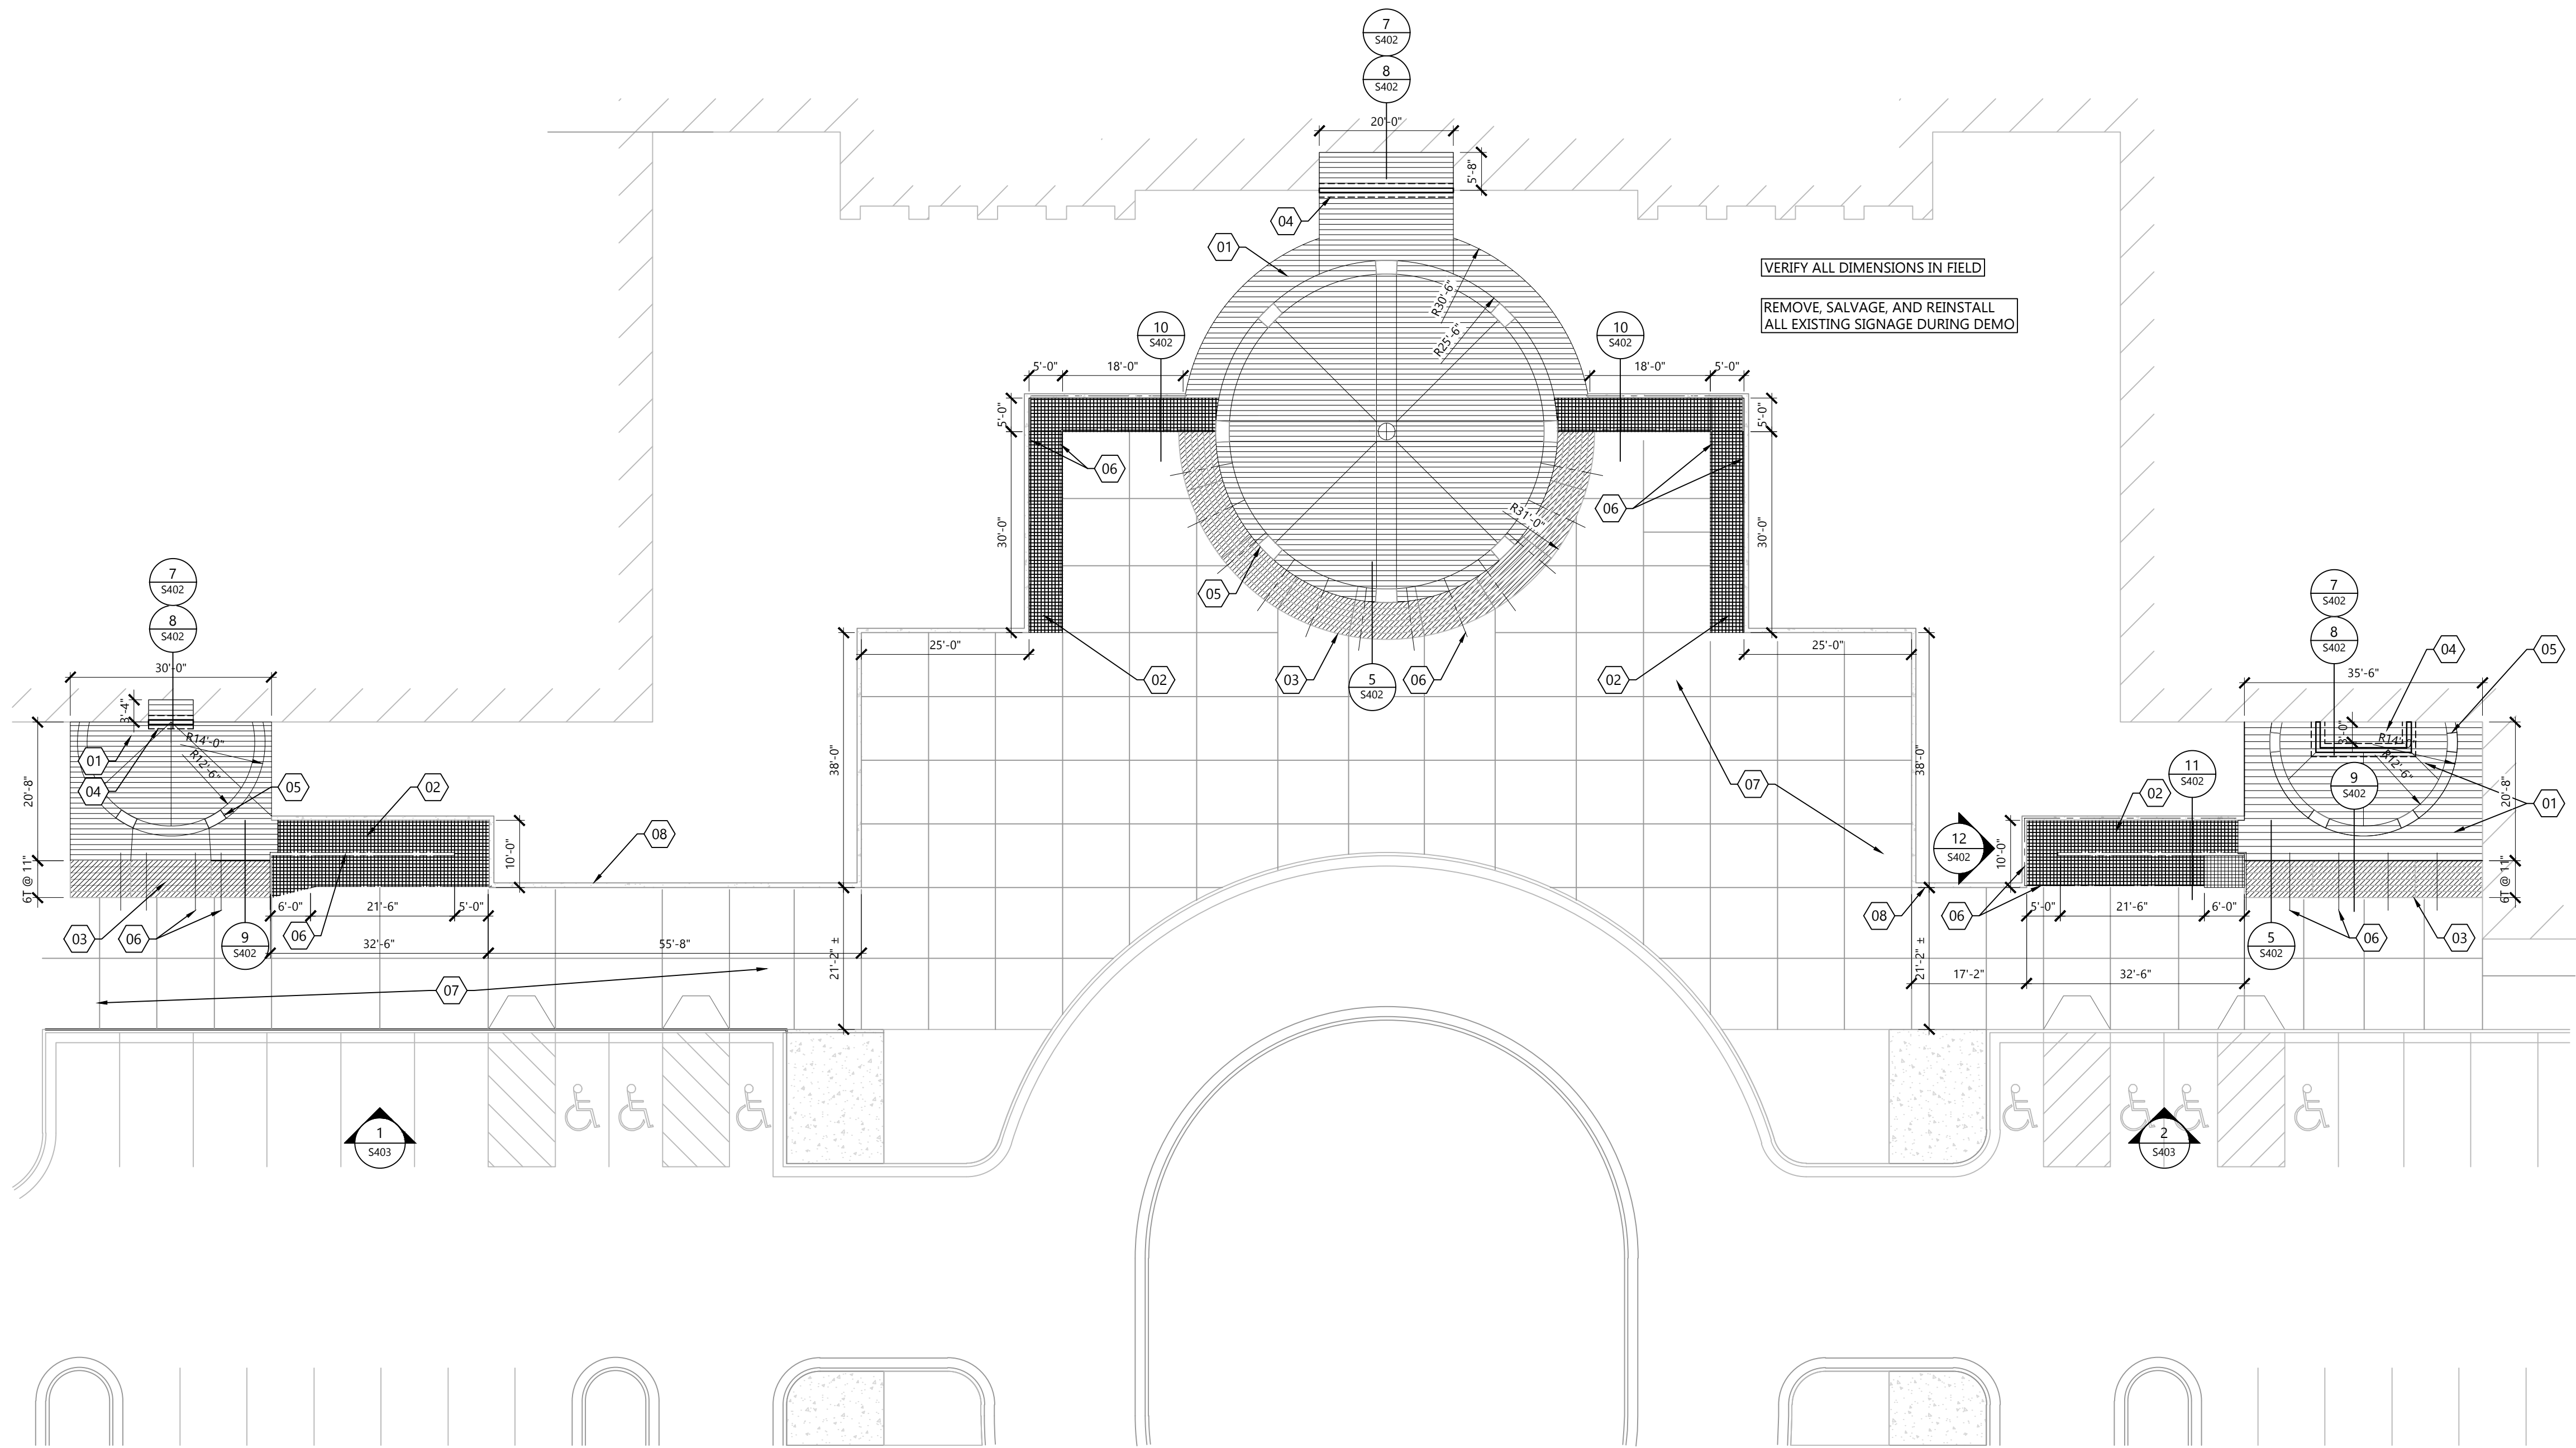 7
S402
8
S402
20'-0"
5'-8"
04
01
VERIFY ALL DIMENSIONS IN FIELD
R30'-6"
REMOVE, SALVAGE, AND REINSTALL
ALL EXISTING SIGNAGE DURING DEMO
R25'-6"
10
S402
10
S402
5'-0"
18'-0"
18'-0"
5'-0"
5'-0"
5'-0"
06
06
R31'-0"
30'-0"
30'-0"
05
7
S402
8
S402
7
S402
8
S402
25'-0"
25'-0"
02
03
5
S402
06
02
04
05
30'-0"
35'-6"
3'-4"
R14'-0"
R12'-6"
01
04
05
02
20'-8"
38'-0"
07
38'-0"
3'-0"
R14'-0"
R12'-6"
11
S402
9
S402
02
01
20'-8"
08
10'-0"
12
S402
10'-0"
6T @ 11"
6T @ 11"
6'-0"
21'-6"
5'-0"
08
06
5'-0"
21'-6"
6'-0"
03
06
9
S402
06
32'-6"
55'-8"
21'-2" ±
21'-2" ±
5
S402
06
03
17'-2"
32'-6"
07
1
S403
2
S403